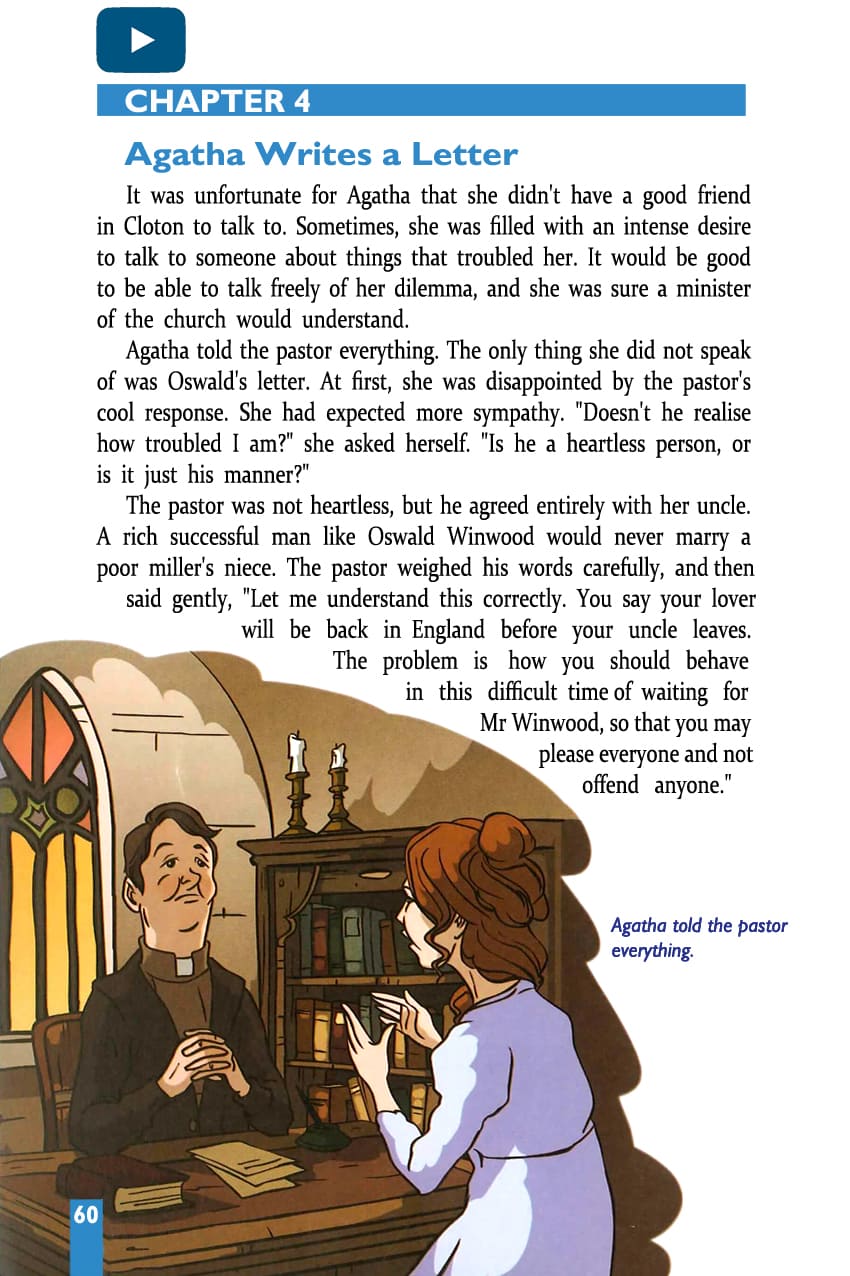 CHAPTER 4
Agatha Writes a Letter
It was unfortunate for Agatha that she didn't have a good friend
in Cloton to talk to. Sometimes, she was filled with an intense desire
to talk to someone about things that troubled her. It would be good
to be able to talk freely of her dilemma, and she was sure a minister
of the church would understand.
Agatha told the pastor everything. The only thing she did not speak
of was Oswald's letter. At first, she was disappointed by the pastor's
cool response. She had expected more sympathy. "Doesn't he realise
how troubled I am?" she asked herself. "Is he a heartless person, or
is it just his manner?"
The pastor was not heartless, but he agreed entirely with her uncle.
A rich successful man like Oswald Winwood would never marry a
poor miller's niece. The pastor weighed his words carefully, and then
said gently, "Let me understand this correctly. You say your lover
will be back in England before your uncle leaves.
The problem is how you should behave
in this difficult time of waiting for
Mr Winwood, so that you may
please everyone and not
offend anyone."
Agatha told the pastor
everything.
60